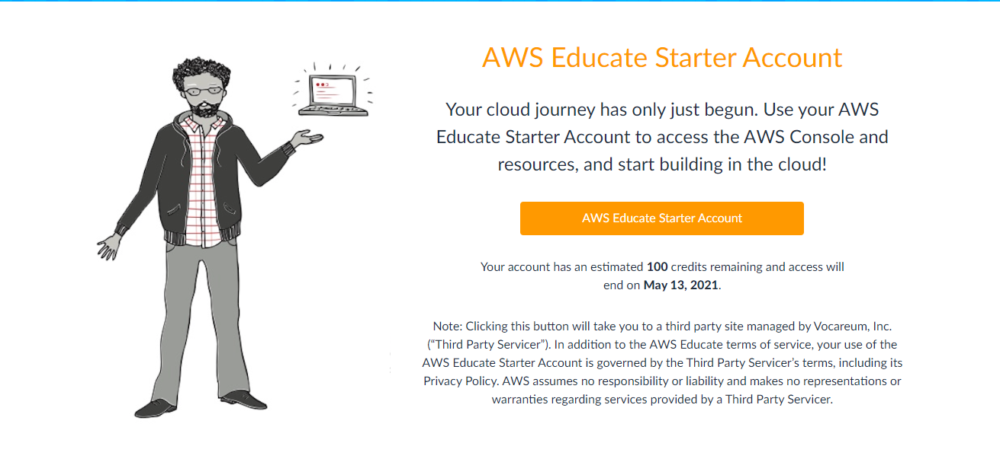 AWS Educate Starter Account
Your cloud journey has only just begun. Use your AWS
Educate Starter Account to access the AWS Console and
resources, and start building in the cloud!
AWS Educate Starter Account
Your account has an estimated 100 credits remaining and access will
end on May 13, 2021.
Note: Clicking this button will take you to a third party site managed by Vocareum, Inc.
(“Third Party Servicer”). In addition to the AWS Educate terms of service, your use of the
AWS Educate Starter Account is governed by the Third Party Servicer’s terms, including its
Privacy Policy. AWS assumes no responsibility or liability and makes no representations or
warranties regarding services provided by a Third Party Servicer.